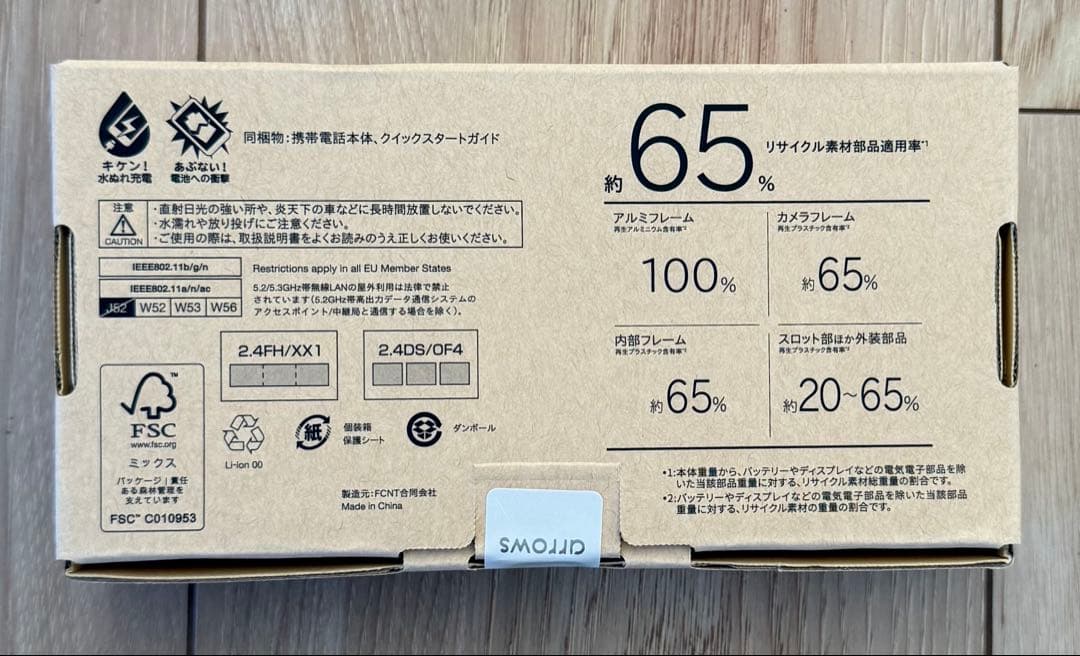 キケン!
水ぬれ充電
あぶない!
電池への衝撃
同梱物:携帯電話本体、クイックスタートガイド
注意
CAUTION
・直射日光の強い所や、炎天下の車などに長時間放置しないでください。
・水濡れや放り投げにご注意ください。
・ご使用の際は、取扱説明書をよくお読みのうえ正しくお使いください。
IEEE802.11b/g/n
IEEE802.11a/n/ac
J52 W52 W53 W56
Restrictions apply in all EU Member States
5.2/5.3GHz帯無線LANの屋外利用は法律で禁止
されています(5.2GHz帯高出力データ通信システムの
アクセスポイント/中継局と通信する場合を除く)。
2.4FH/XX1
2.4DS/OF4
FSC
™
www.fsc.org
ミックス
パッケージ|責任
ある森林管理を
支えています
FSC™ C010953
Li-ion 00
紙
個装箱
保護シート
ダンボール
製造元:FCNT合同会社
Made in China
arrows
約65%
リサイクル素材部品適用率*1
アルミフレーム
再生アルミニウム含有率*2
100%
カメラフレーム
再生プラスチック含有率*2
約65%
内部フレーム
再生プラスチック含有率*2
約65%
スロット部ほか外装部品
再生プラスチック含有率*2
約20~65%
*1:本体重量から、バッテリーやディスプレイなどの電気電子部品を除
いた当該部品重量に対する、リサイクル素材総重量の割合です。
*2:バッテリーやディスプレイなどの電気電子部品を除いた当該部品
重量に対する、リサイクル素材の重量の割合です。